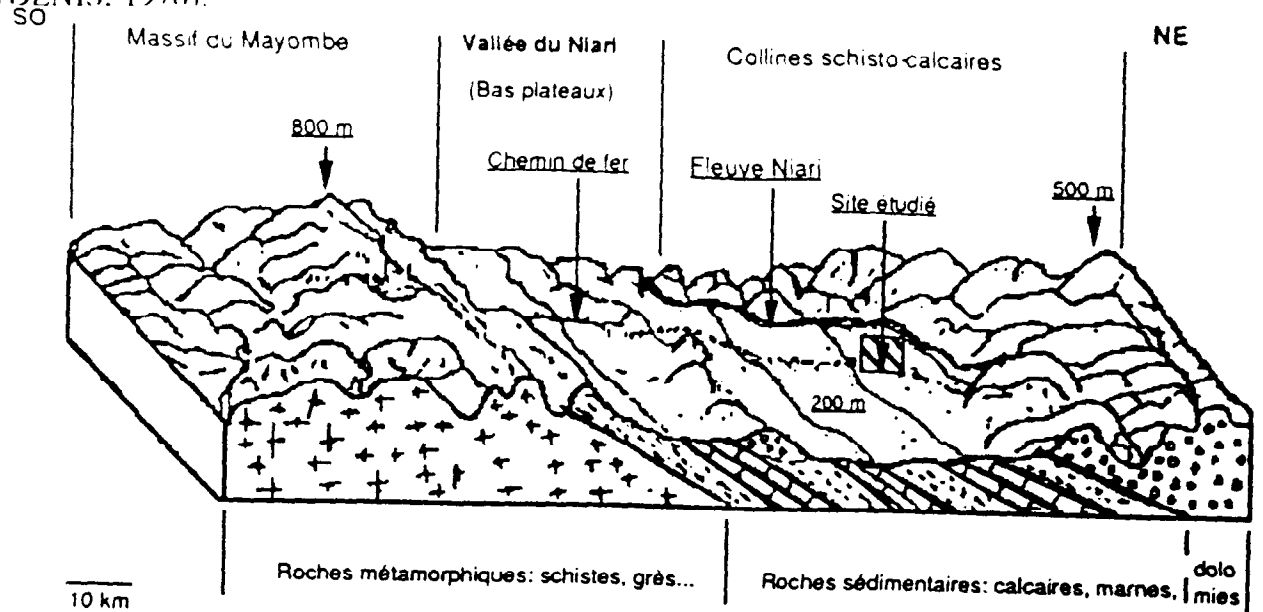 SO
Massif du Mayombe
Vallée du Niari
(Bas plateaux)
Collines schisto-calcaires
NE
800 m
Chemin de fer
Fleuve Niari
Site étudié
500 m
200 m
Roches métamorphiques: schistes, grès...
Roches sédimentaires: calcaires, marnes,
dolo
mies
10 km